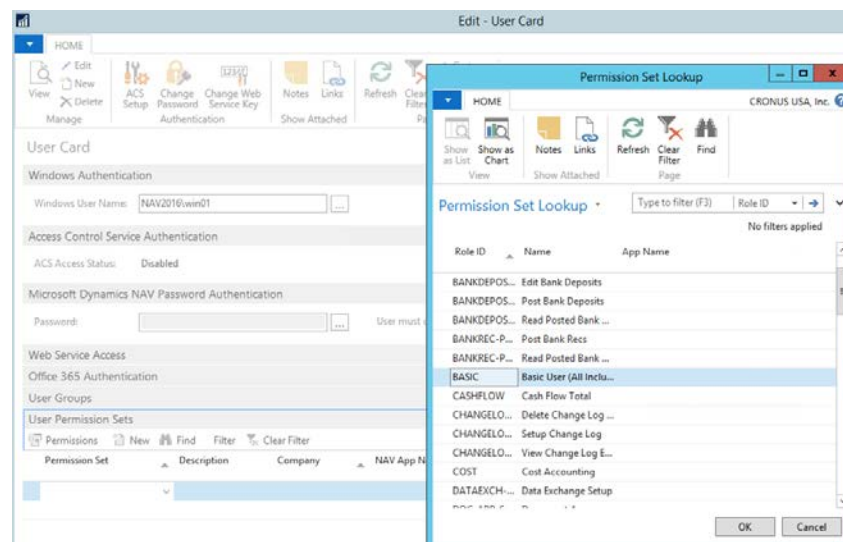 Edit - User Card
HOME
View
Edit
New
Delete
Manage
ACS Setup
Change Password
Change Web Service Key
Authentication
Notes
Links
Show Attached
Refresh
Clear Filter
User Card
Windows Authentication
Windows User Name: NAV2016\win01
Access Control Service Authentication
ACS Access Status: Disabled
Microsoft Dynamics NAV Password Authentication
Password: User must
Web Service Access
Office 365 Authentication
User Groups
User Permission Sets
Permissions New Find Filter Clear Filter
Permission Set Description Company NAV App N
Permission Set Lookup
HOME CRONUS USA, Inc.
Show as List
Show as Chart
View
Notes
Links
Show Attached
Refresh
Clear Filter
Find
Page
Permission Set Lookup Type to filter (F3) Role ID
No filters applied
Role ID Name App Name
BANKDEPOS... Edit Bank Deposits
BANKDEPOS... Post Bank Deposits
BANKDEPOS... Read Posted Bank ...
BANKREC-P... Post Bank Recs
BANKREC-P... Read Posted Bank ...
BASIC Basic User (All Inclu...
CASHFLOW Cash Flow Total
CHANGELO... Delete Change Log ...
CHANGELO... Setup Change Log
CHANGELO... View Change Log E...
COST Cost Accounting
DATAEXCH-... Data Exchange Setup
OK Cancel